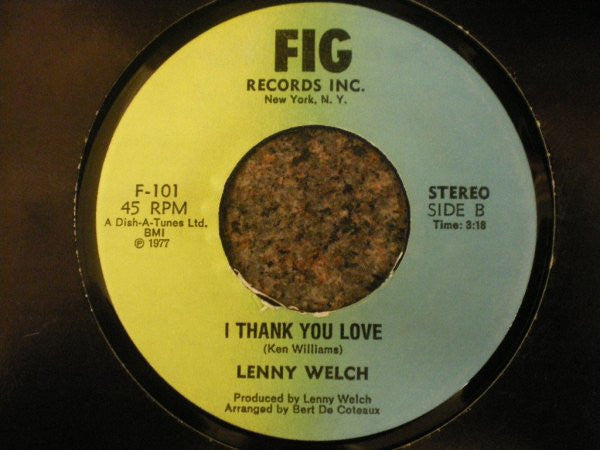 FIG
RECORDS INC.
New York, N. Y.
F-101
45 RPM
A Dish-A-Tunes Ltd.
BMI
℗ 1977
STEREO
SIDE B
Time: 3:18
I THANK YOU LOVE
(Ken Williams)
LENNY WELCH
Produced by Lenny Welch
Arranged by Bert De Coteaux